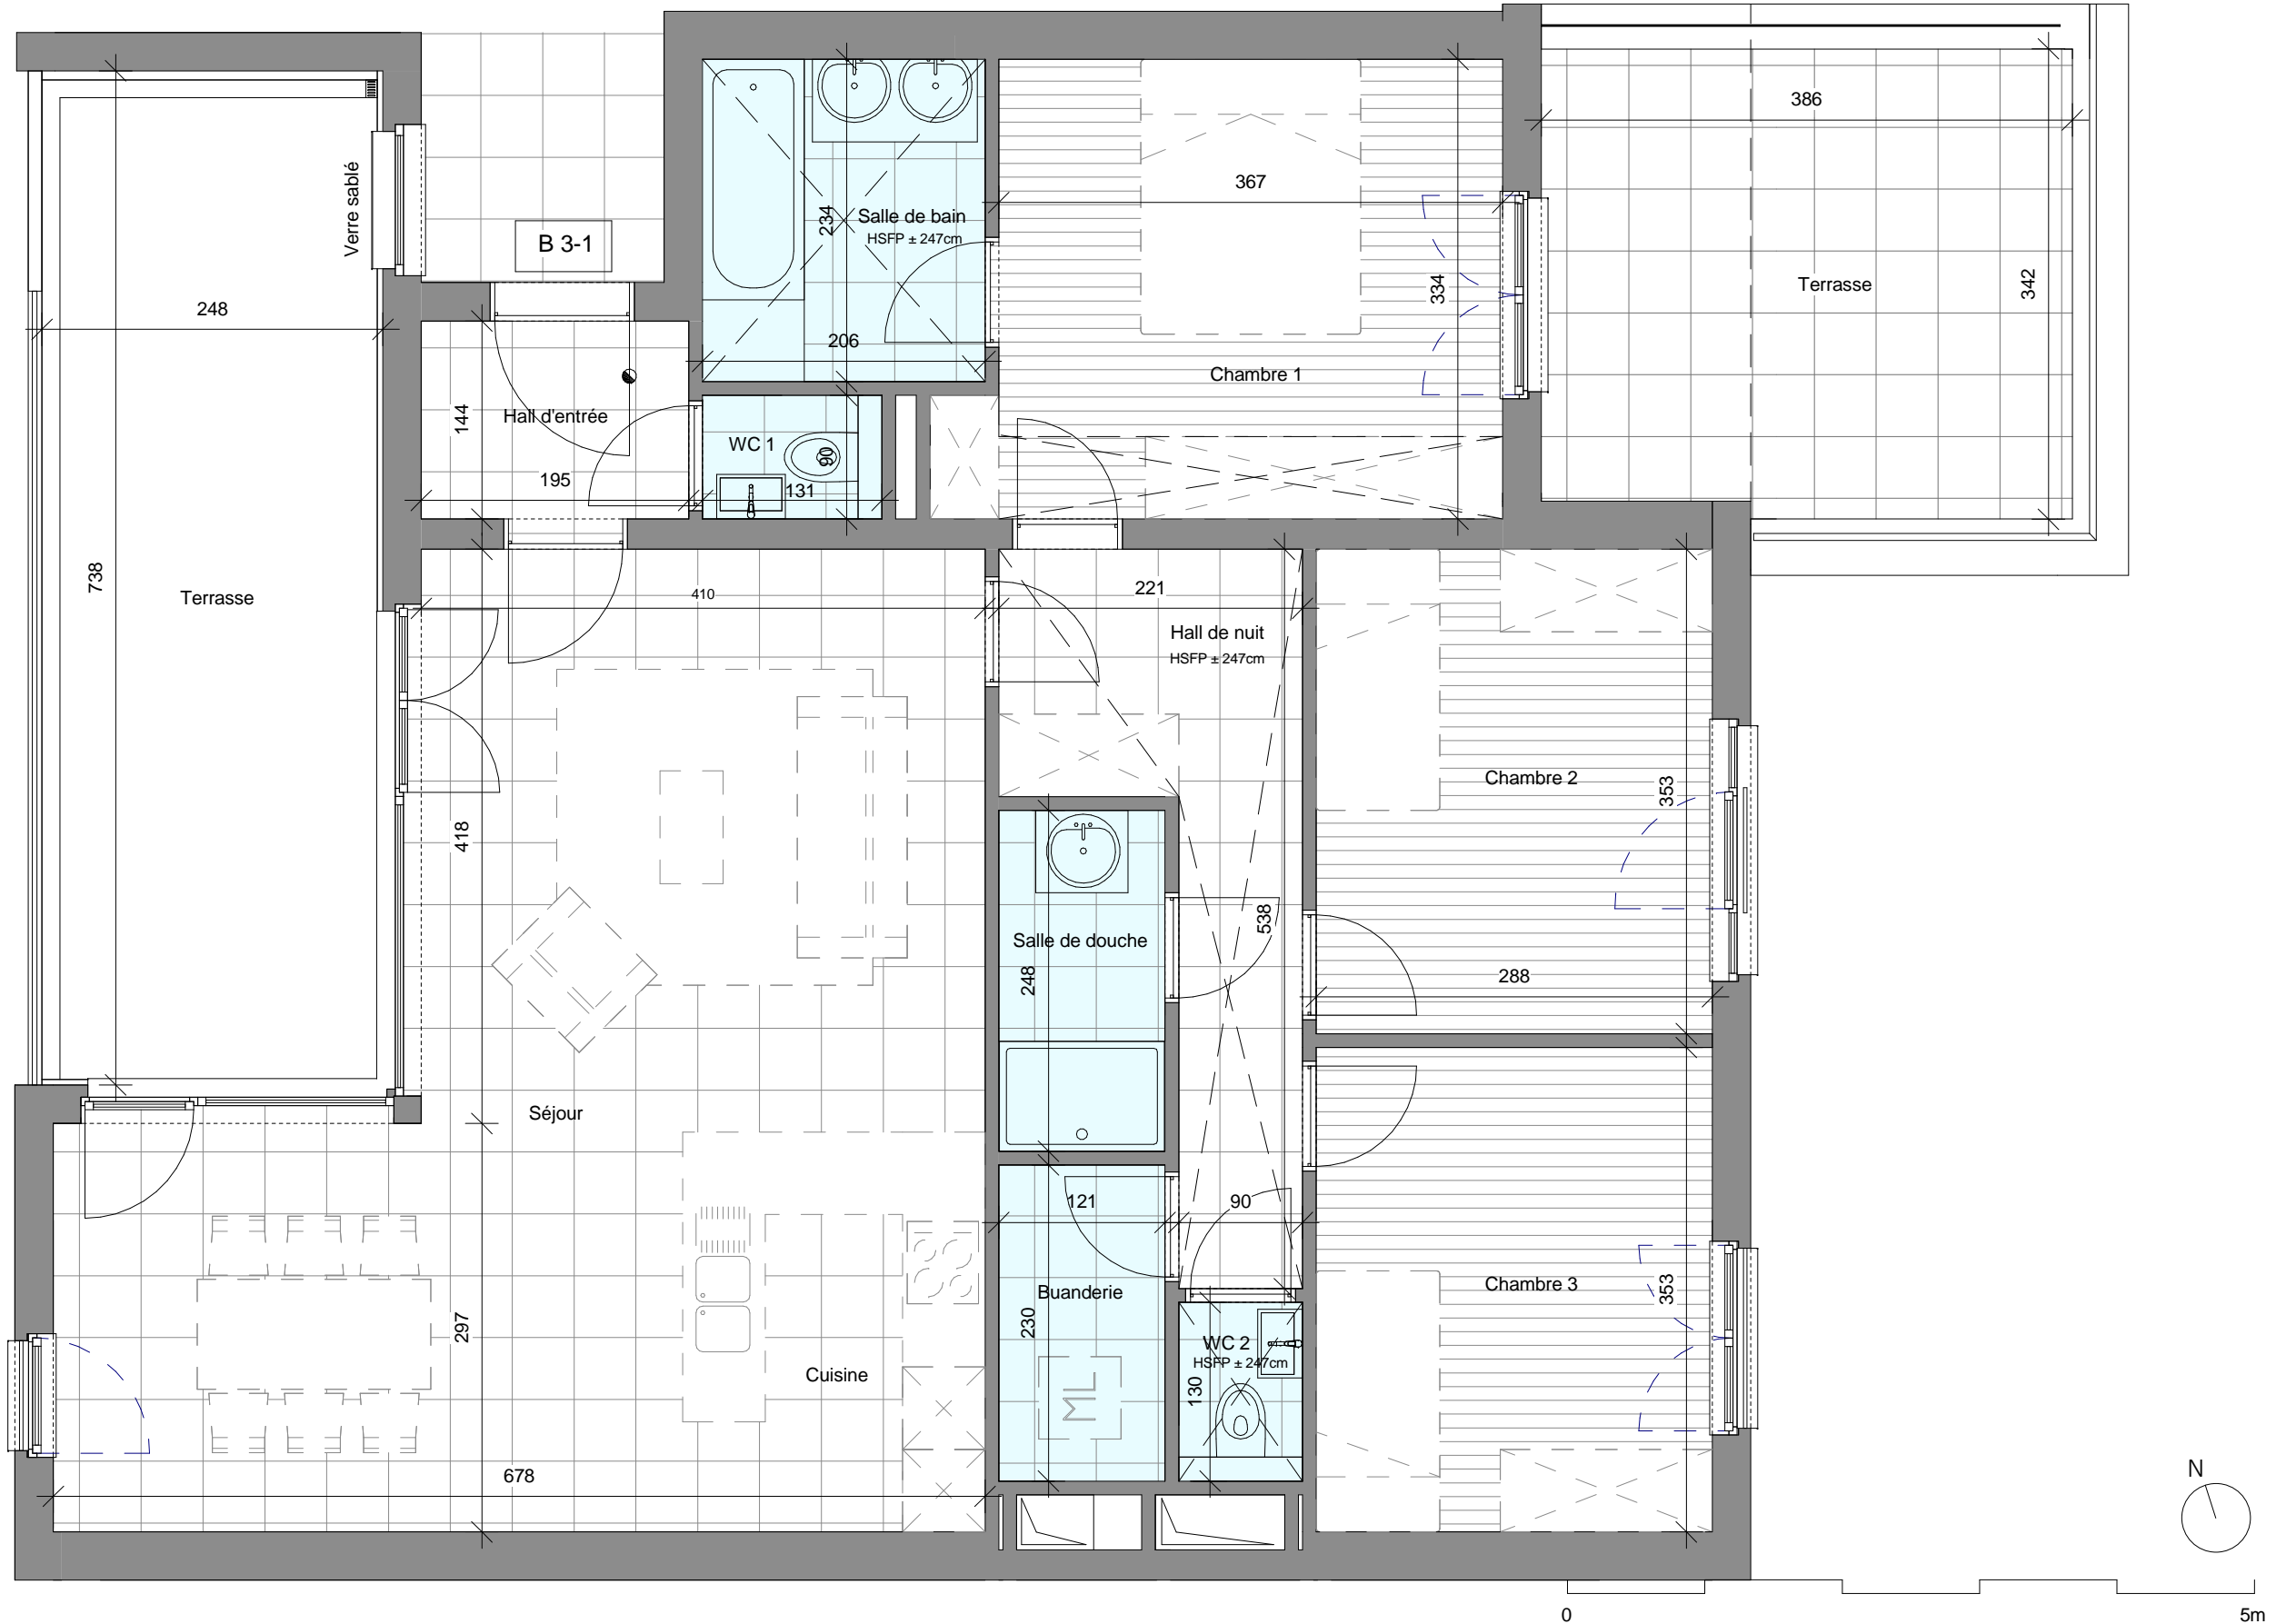 386
Verre sablé
367
B 3-1
234
Salle de bain
HSFP ± 247cm
334
Terrasse
342
248
206
Chambre 1
144
Hall d'entrée
WC 1
90
195
131
738
Terrasse
410
221
Hall de nuit
HSFP ± 247cm
Chambre 2
353
418
538
Salle de douche
248
288
Séjour
121
90
Buanderie
230
Chambre 3
353
297
WC 2
HSFP ± 247cm
130
Cuisine
ML
678
N
0
5m